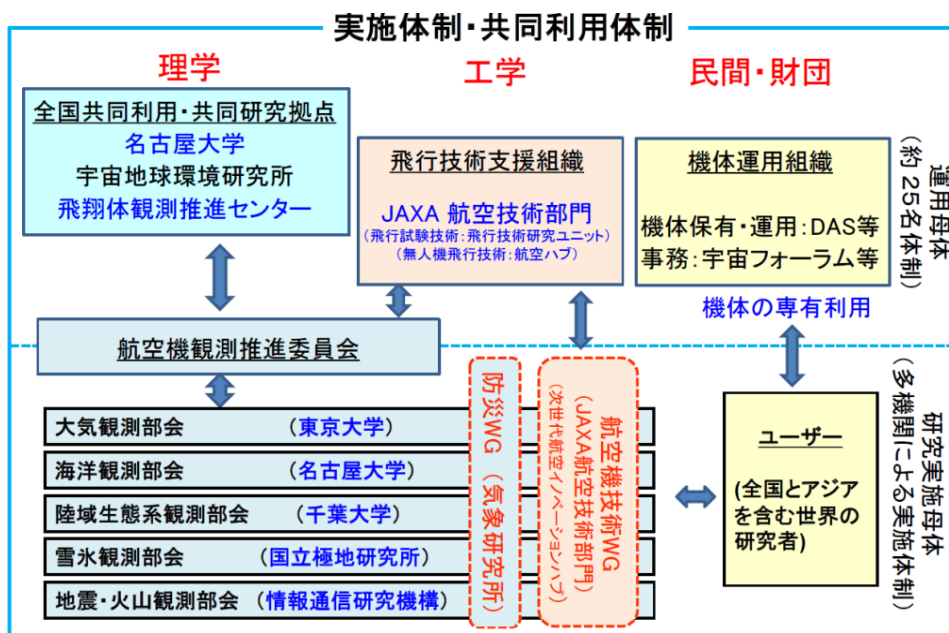 実施体制・共同利用体制
理学
工学
民間・財団
全国共同利用・共同研究拠点
名古屋大学
宇宙地球環境研究所
飛翔体観測推進センター
飛行技術支援組織
JAXA 航空技術部門
(飛行試験技術:飛行技術研究ユニット)
(無人機飛行技術:航空ハブ)
機体運用組織
機体保有・運用:DAS等
事務:宇宙フォーラム等
運用母体
(約 25名体制)
機体の専有利用
航空機観測推進委員会
大気観測部会 (東京大学)
海洋観測部会 (名古屋大学)
陸域生態系観測部会 (千葉大学)
雪氷観測部会 (国立極地研究所)
地震・火山観測部会 (情報通信研究機構)
防災WG (気象研究所)
航空機技術WG
(JAXA航空技術部門)
(次世代航空イノベーションハブ)
ユーザー
(全国とアジア
を含む世界の
研究者)
研究実施母体
(多機関による実施体制)